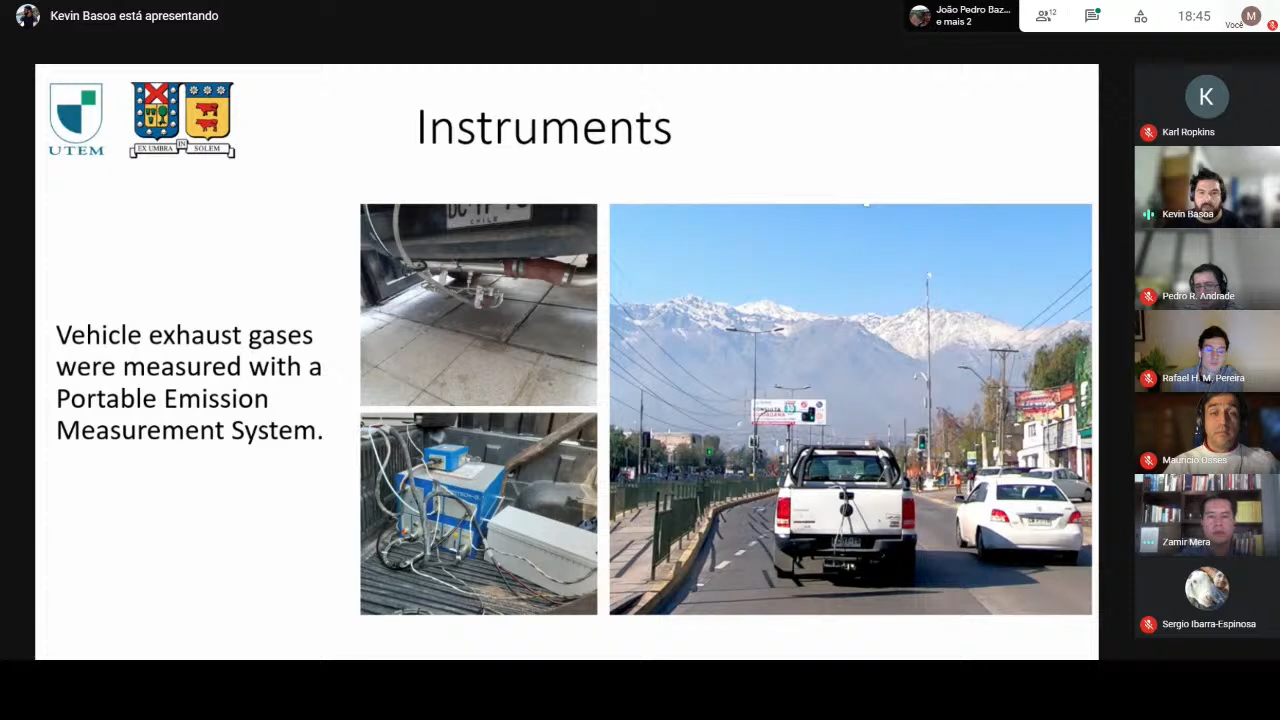 Kevin Basoa está apresentando
João Pedro Baz...
e mais 2
12
18:45
Você
M
UTEM
EX UMBRA IN SOLEM
Instruments
Vehicle exhaust gases
were measured with a
Portable Emission
Measurement System.
CHILE
K
Karl Ropkins
Kevin Basoa
Pedro R. Andrade
Rafael H. M. Pereira
Mauricio Osses
Zamir Mera
Sergio Ibarra-Espinosa